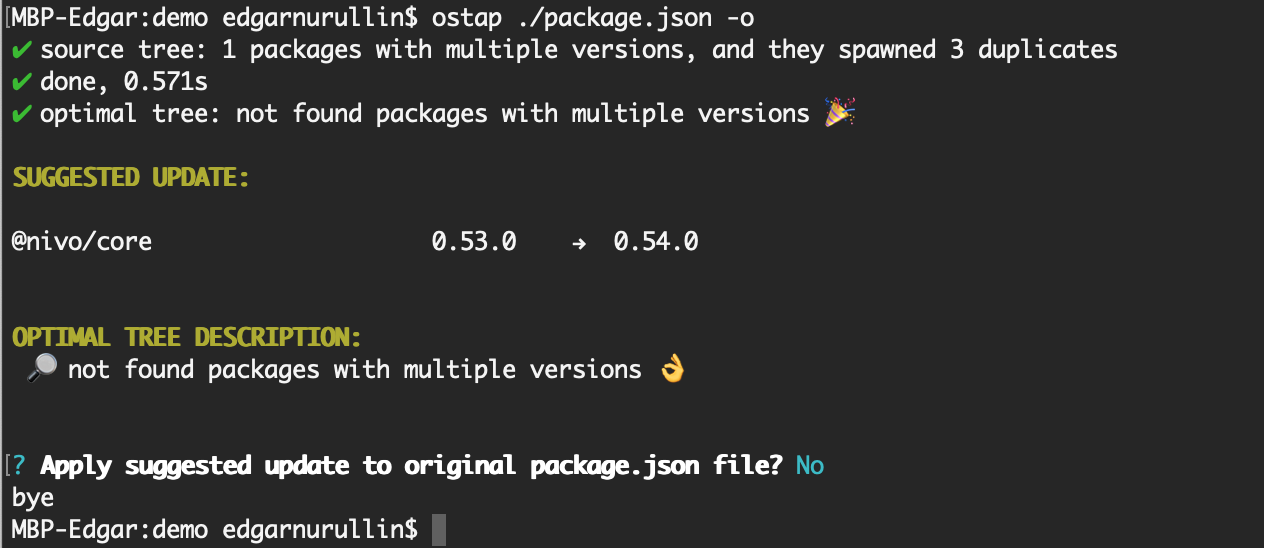 [MBP-Edgar:demo edgarnurullin$ ostap ./package.json -o
✔ source tree: 1 packages with multiple versions, and they spawned 3 duplicates
✔ done, 0.571s
✔ optimal tree: not found packages with multiple versions 🎉
SUGGESTED UPDATE:
@nivo/core 0.53.0 → 0.54.0
OPTIMAL TREE DESCRIPTION:
🔎 not found packages with multiple versions 👌
[? Apply suggested update to original package.json file? No
bye
MBP-Edgar:demo edgarnurullin$